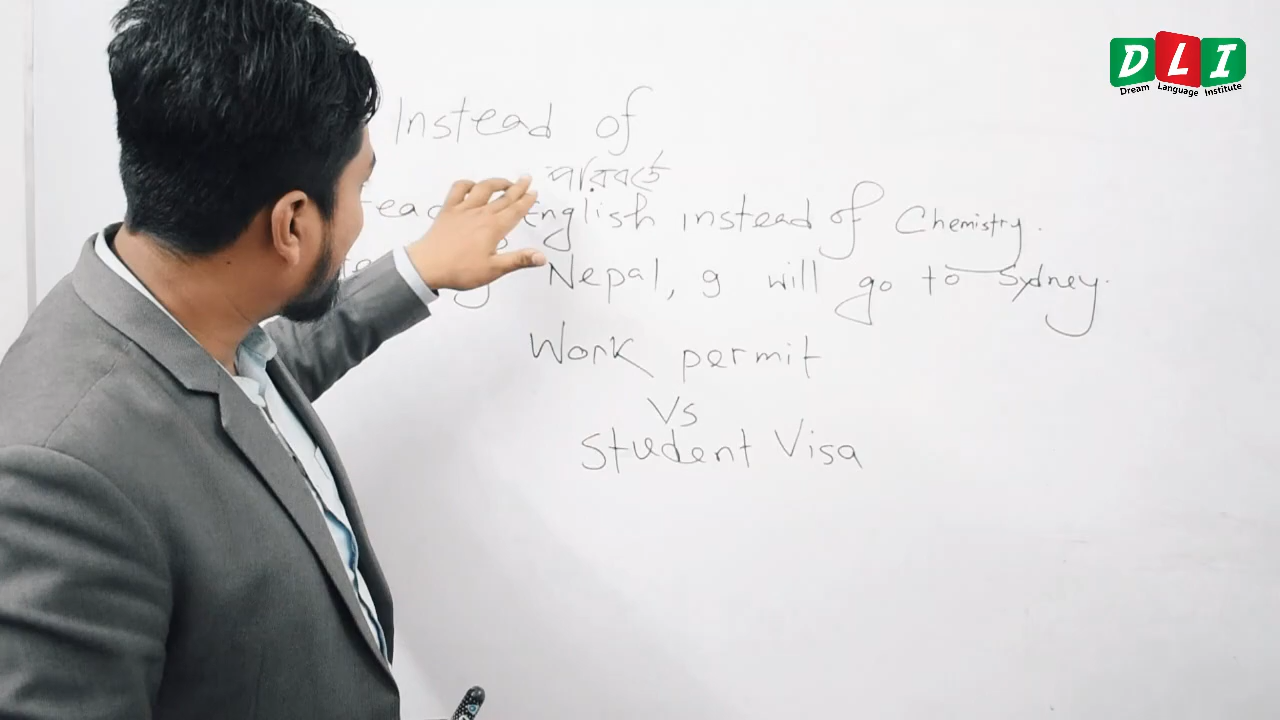 DLI
Dream Language Institute
Instead of
পরিবর্তে
English instead of Chemistry.
Nepal, g will go to Sydney.
Work permit
Vs
Student Visa